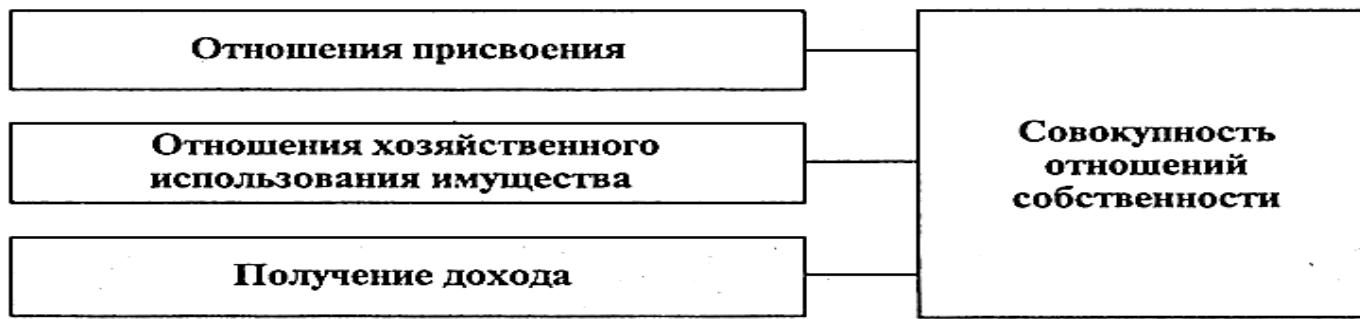 Отношения присвоения
Отношения хозяйственного
использования имущества
Получение дохода
Совокупность
отношений
собственности